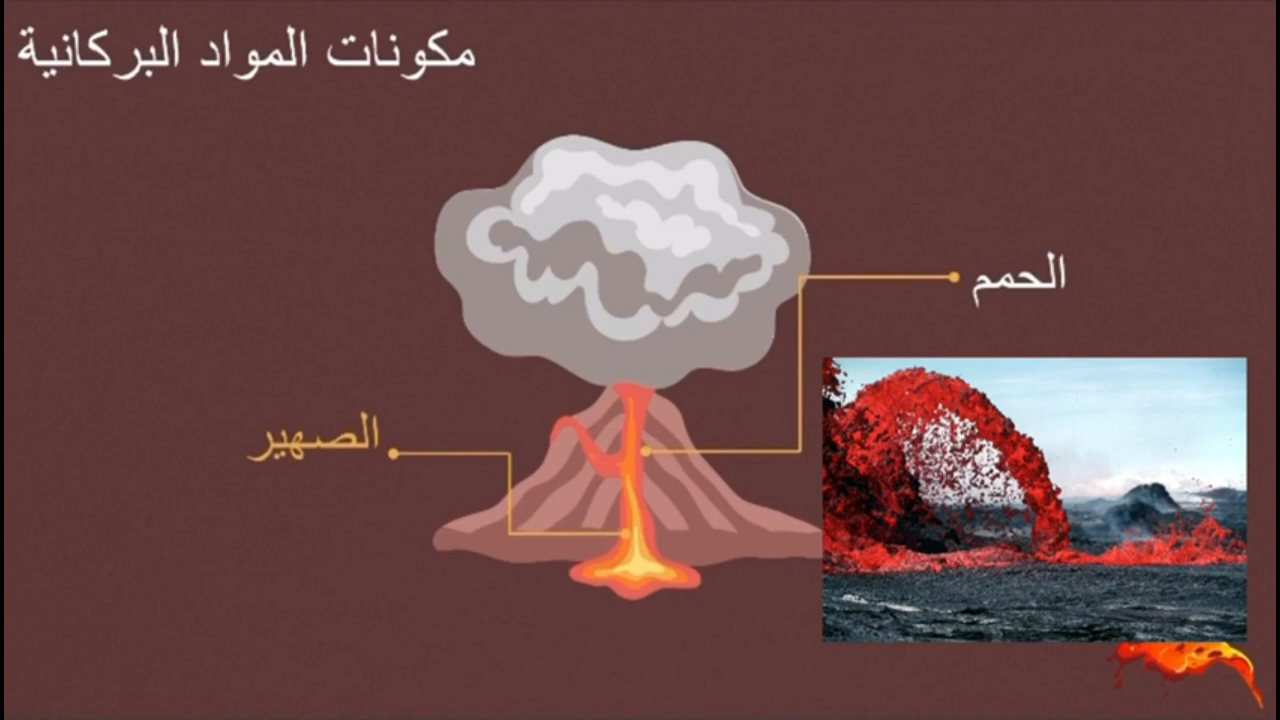 مكونات المواد البركانية
الحمم
الصهير